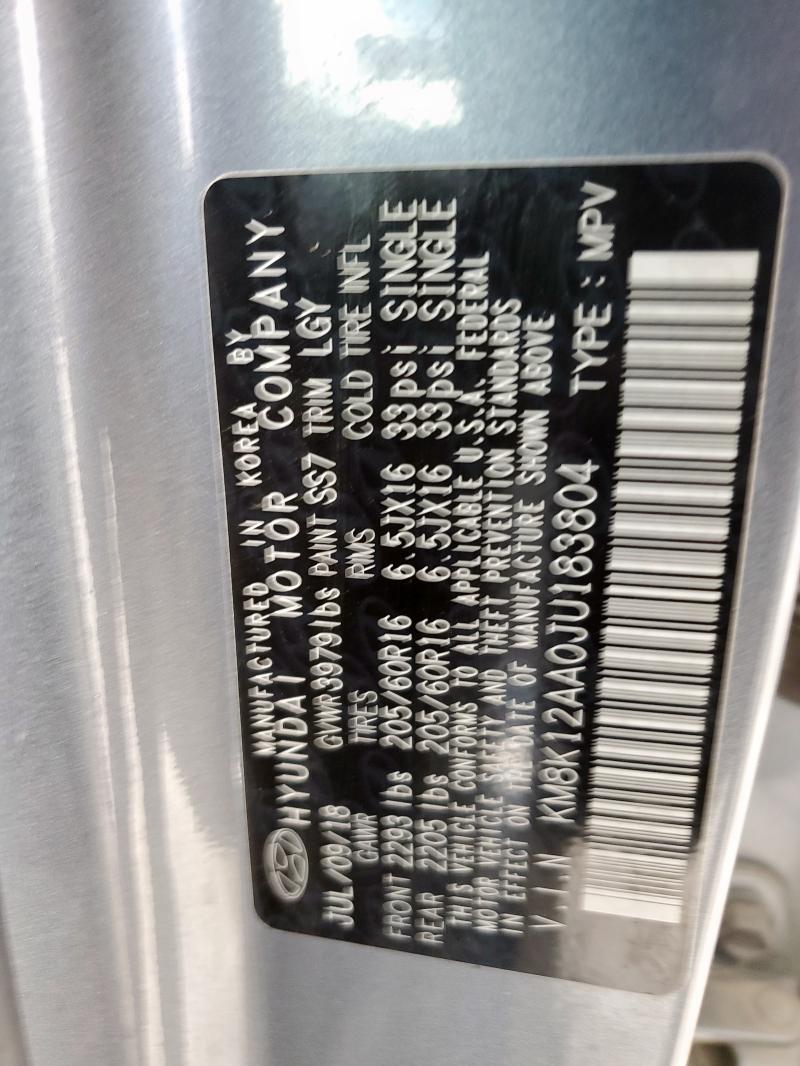 MANUFACTURED IN KOREA BY
HYUNDAI MOTOR COMPANY
JUL/09/18 GVWR 3979 lbs PAINT SS7 TRIM LGY
GAWR TIRES RIMS COLD TIRE INFL
FRONT 2293 lbs 205/60R16 6.5JX16 33psi SINGLE
REAR 2205 lbs 205/60R16 6.5JX16 33psi SINGLE
THIS VEHICLE CONFORMS TO ALL APPLICABLE U.S.A. FEDERAL
MOTOR VEHICLE SAFETY AND THEFT PREVENTION STANDARDS
IN EFFECT ON THE DATE OF MANUFACTURE SHOWN ABOVE
V.I.N KM8K12AA0JU183804 TYPE : MPV